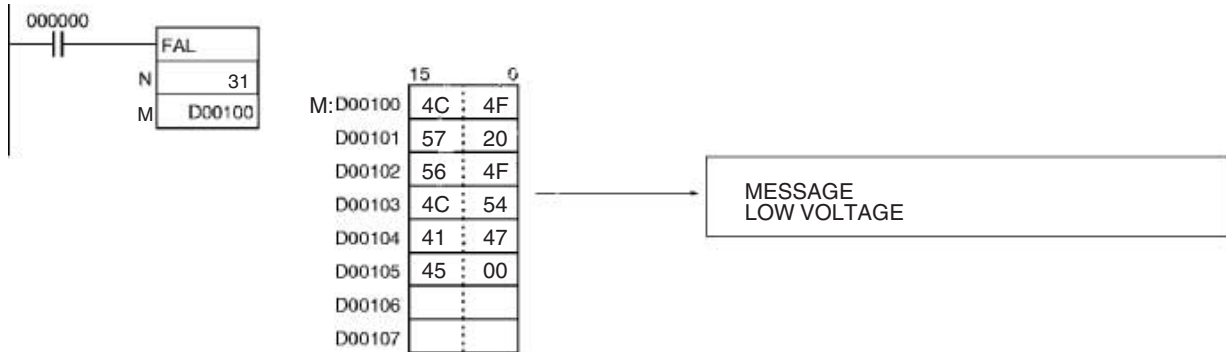 000000
FAL
N 31
M D00100
15 0
M:D00100 4C 4F
D00101 57 20
D00102 56 4F
D00103 4C 54
D00104 41 47
D00105 45 00
D00106
D00107
MESSAGE
LOW VOLTAGE